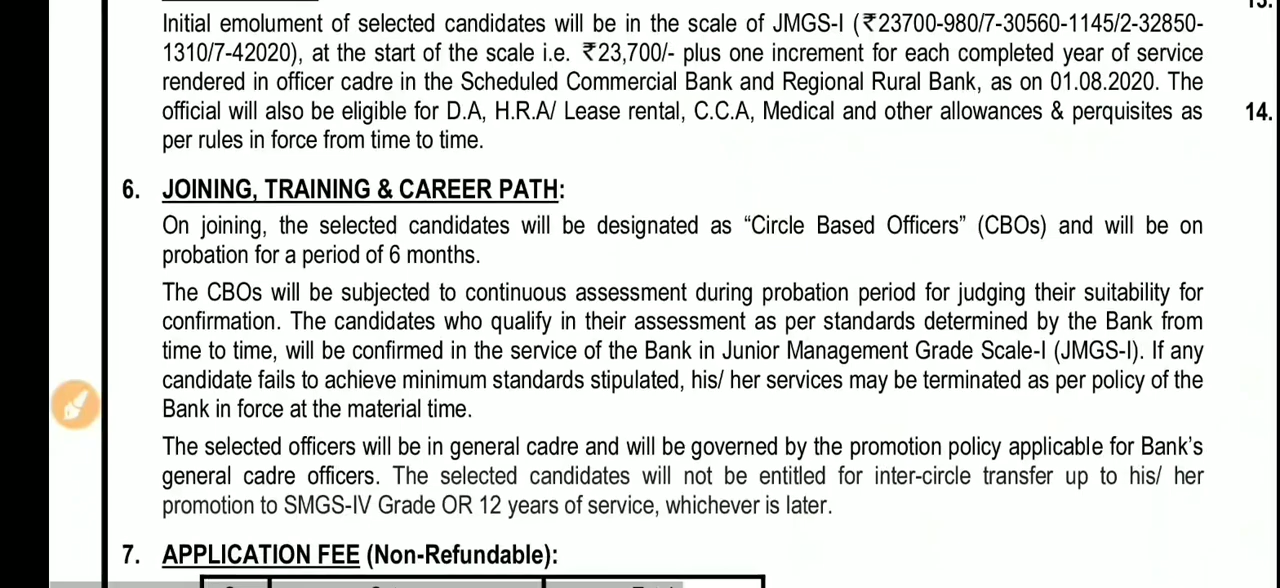 13.
Initial emolument of selected candidates will be in the scale of JMGS-I (₹23700-980/7-30560-1145/2-32850-
1310/7-42020), at the start of the scale i.e. ₹23,700/- plus one increment for each completed year of service
rendered in officer cadre in the Scheduled Commercial Bank and Regional Rural Bank, as on 01.08.2020. The
official will also be eligible for D.A, H.R.A/ Lease rental, C.C.A, Medical and other allowances & perquisites as
per rules in force from time to time.
14.
6. JOINING, TRAINING & CAREER PATH:
On joining, the selected candidates will be designated as “Circle Based Officers” (CBOs) and will be on
probation for a period of 6 months.
The CBOs will be subjected to continuous assessment during probation period for judging their suitability for
confirmation. The candidates who qualify in their assessment as per standards determined by the Bank from
time to time, will be confirmed in the service of the Bank in Junior Management Grade Scale-I (JMGS-I). If any
candidate fails to achieve minimum standards stipulated, his/ her services may be terminated as per policy of the
Bank in force at the material time.
The selected officers will be in general cadre and will be governed by the promotion policy applicable for Bank’s
general cadre officers. The selected candidates will not be entitled for inter-circle transfer up to his/ her
promotion to SMGS-IV Grade OR 12 years of service, whichever is later.
7. APPLICATION FEE (Non-Refundable):